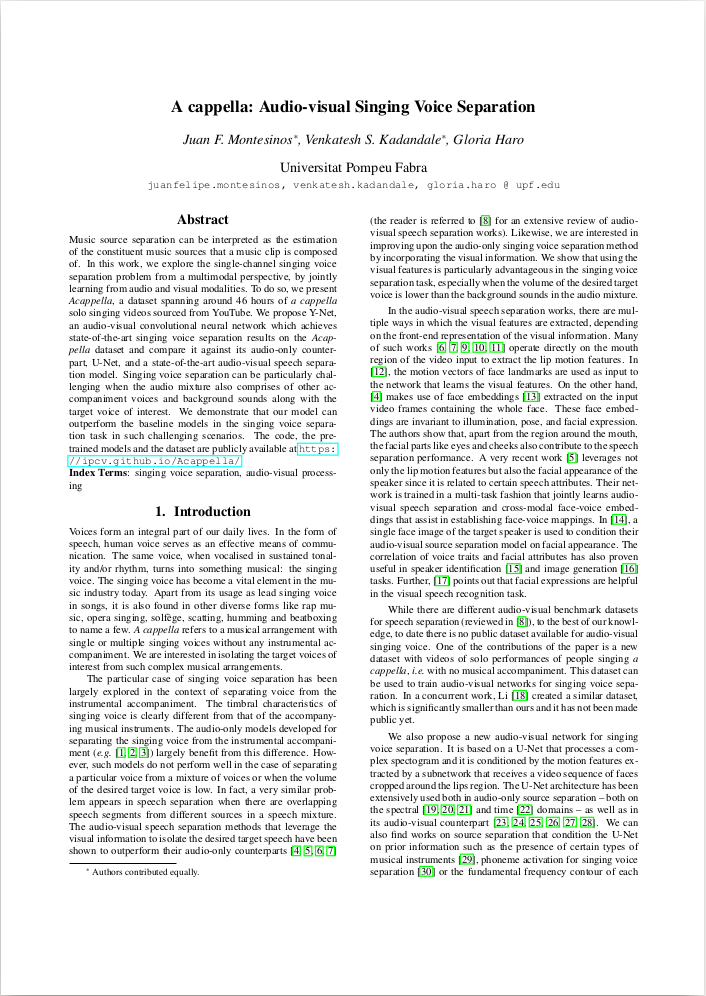 A cappella: Audio-visual Singing Voice Separation
Juan F. Montesinos*, Venkatesh S. Kadandale*, Gloria Haro
Universitat Pompeu Fabra
juanfelipe.montesinos, venkatesh.kadandale, gloria.haro @ upf.edu
Abstract
Music source separation can be interpreted as the estimation
of the constituent music sources that a music clip is composed
of. In this work, we explore the single-channel singing voice
separation problem from a multimodal perspective, by jointly
learning from audio and visual modalities. To do so, we present
Acappella, a dataset spanning around 46 hours of a cappella
solo singing videos sourced from YouTube. We propose Y-Net,
an audio-visual convolutional neural network which achieves
state-of-the-art singing voice separation results on the Acap-
pella dataset and compare it against its audio-only counter-
part, U-Net, and a state-of-the-art audio-visual speech separa-
tion model. Singing voice separation can be particularly chal-
lenging when the audio mixture also comprises of other ac-
companiment voices and background sounds along with the
target voice of interest. We demonstrate that our model can
outperform the baseline models in the singing voice separa-
tion task in such challenging scenarios. The code, the pre-
trained models and the dataset are publicly available at https:
//ipcv.github.io/Acappella/
Index Terms: singing voice separation, audio-visual process-
ing
1. Introduction
Voices form an integral part of our daily lives. In the form of
speech, human voice serves as an effective means of commu-
nication. The same voice, when vocalised in sustained tonal-
ity and/or rhythm, turns into something musical: the singing
voice. The singing voice has become a vital element in the mu-
sic industry today. Apart from its usage as lead singing voice
in songs, it is also found in other diverse forms like rap mu-
sic, opera singing, solfège, scatting, humming and beatboxing
to name a few. A cappella refers to a musical arrangement with
single or multiple singing voices without any instrumental ac-
companiment. We are interested in isolating the target voices of
interest from such complex musical arrangements.
The particular case of singing voice separation has been
largely explored in the context of separating voice from the
instrumental accompaniment. The timbral characteristics of
singing voice is clearly different from that of the accompany-
ing musical instruments. The audio-only models developed for
separating the singing voice from the instrumental accompani-
ment (e.g. [1, 2, 3]) largely benefit from this difference. How-
ever, such models do not perform well in the case of separating
a particular voice from a mixture of voices or when the volume
of the desired target voice is low. In fact, a very similar prob-
lem appears in speech separation when there are overlapping
speech segments from different sources in a speech mixture.
The audio-visual speech separation methods that leverage the
visual information to isolate the desired target speech have been
shown to outperform their audio-only counterparts [4, 5, 6, 7]
* Authors contributed equally.
(the reader is referred to [8] for an extensive review of audio-
visual speech separation works). Likewise, we are interested in
improving upon the audio-only singing voice separation method
by incorporating the visual information. We show that using the
visual features is particularly advantageous in the singing voice
separation task, especially when the volume of the desired target
voice is lower than the background sounds in the audio mixture.
In the audio-visual speech separation works, there are mul-
tiple ways in which the visual features are extracted, depending
on the front-end representation of the visual information. Many
of such works [6, 7, 9, 10, 11] operate directly on the mouth
region of the video input to extract the lip motion features. In
[12], the motion vectors of face landmarks are used as input to
the network that learns the visual features. On the other hand,
[4] makes use of face embeddings [13] extracted on the input
video frames containing the whole face. These face embed-
dings are invariant to illumination, pose, and facial expression.
The authors show that, apart from the region around the mouth,
the facial parts like eyes and cheeks also contribute to the speech
separation performance. A very recent work [5] leverages not
only the lip motion features but also the facial appearance of the
speaker since it is related to certain speech attributes. Their net-
work is trained in a multi-task fashion that jointly learns audio-
visual speech separation and cross-modal face-voice embed-
dings that assist in establishing face-voice mappings. In [14], a
single face image of the target speaker is used to condition their
audio-visual source separation model on facial appearance. The
correlation of voice traits and facial attributes has also proven
useful in speaker identification [15] and image generation [16]
tasks. Further, [17] points out that facial expressions are helpful
in the visual speech recognition task.
While there are different audio-visual benchmark datasets
for speech separation (reviewed in [8]), to the best of our knowl-
edge, to date there is no public dataset available for audio-visual
singing voice. One of the contributions of the paper is a new
dataset with videos of solo performances of people singing a
cappella, i.e. with no musical accompaniment. This dataset can
be used to train audio-visual networks for singing voice sepa-
ration. In a concurrent work, Li [18] created a similar dataset,
which is significantly smaller than ours and it has not been made
public yet.
We also propose a new audio-visual network for singing
voice separation. It is based on a U-Net that processes a com-
plex spectogram and it is conditioned by the motion features ex-
tracted by a subnetwork that receives a video sequence of faces
cropped around the lips region. The U-Net architecture has been
extensively used both in audio-only source separation – both on
the spectral [19, 20, 21] and time [22] domains – as well as in
its audio-visual counterpart [23, 24, 25, 26, 27, 28]. We can
also find works on source separation that condition the U-Net
on prior information such as the presence of certain types of
musical instruments [29], phoneme activation for singing voice
separation [30] or the fundamental frequency contour of each